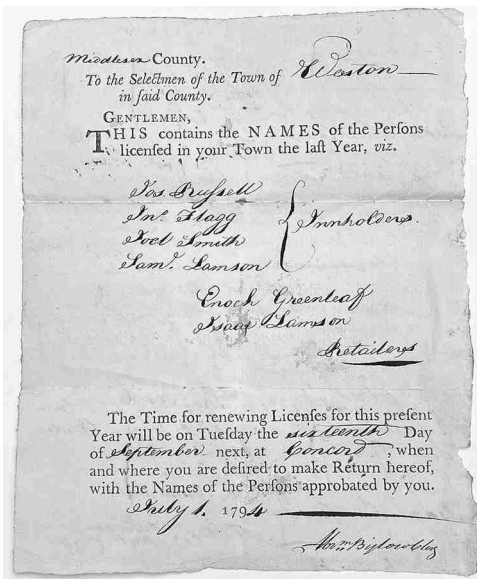 Middlesex County.
To the Selectmen of the Town of Weston
in ſaid County.
GENTLEMEN,
THIS contains the NAMES of the Perſons
licenſed in your Town the laſt Year, viz.
Jos. Russell
Jnº. Flagg
Joel Smith
Samˡ. Lamson
Innholders.
Enoch Greenleaf
Isaac Lamson
Retailers
The Time for renewing Licenſes for this preſent
Year will be on Tueſday the sixteenth Day
of September next, at Concord, when
and where you are deſired to make Return hereof,
with the Names of the Perſons approbated by you.
July 1. 1794
Abrᵐ Biglow Cler